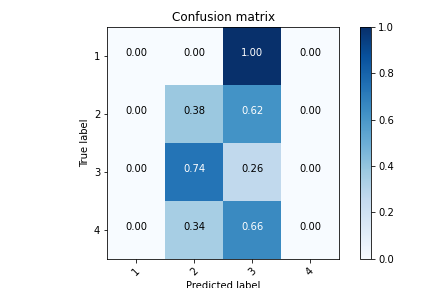 Confusion matrix
True label
1 0.00 0.00 1.00 0.00
2 0.00 0.38 0.62 0.00
3 0.00 0.74 0.26 0.00
4 0.00 0.34 0.66 0.00
1 2 3 4
Predicted label
1.0
0.8
0.6
0.4
0.2
0.0